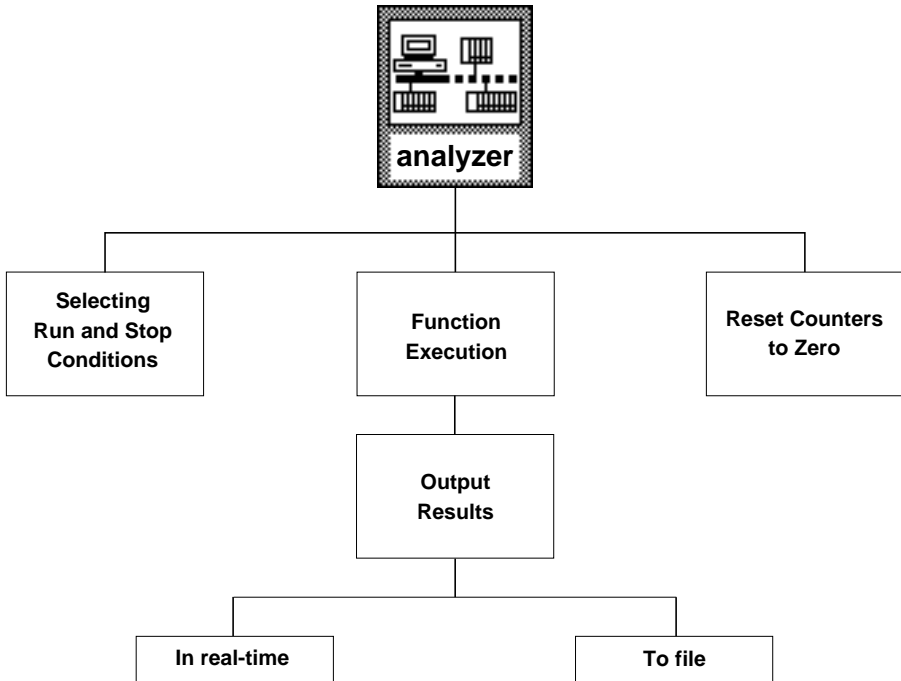 analyzer
Selecting
Run and Stop
Conditions
Function
Execution
Reset Counters
to Zero
Output
Results
In real-time
To file